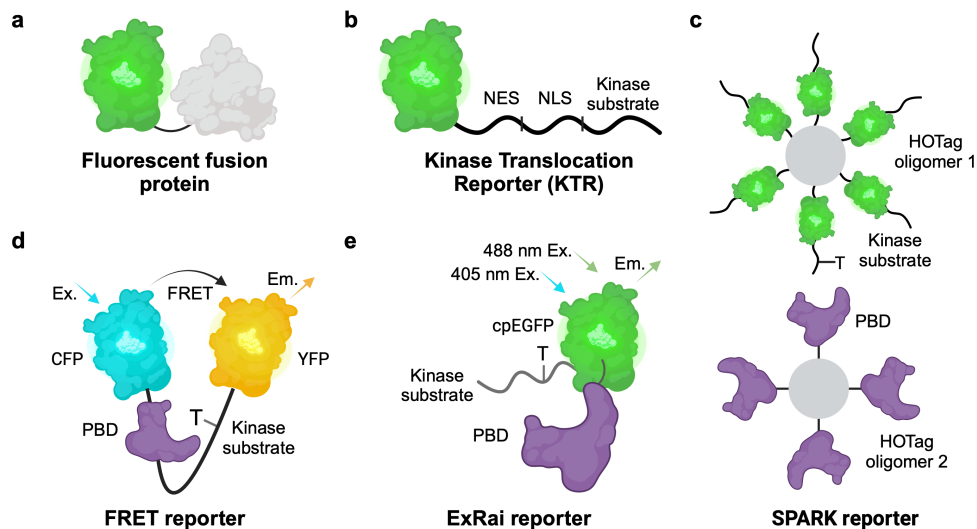 a
Fluorescent fusion
protein
b
NES
NLS
Kinase
substrate
Kinase Translocation
Reporter (KTR)
c
HOTag
oligomer 1
Kinase
substrate
T
PBD
HOTag
oligomer 2
SPARK reporter
d
Ex.
FRET
Em.
CFP
YFP
PBD
T
Kinase
substrate
FRET reporter
e
488 nm Ex.
405 nm Ex.
Em.
cpEGFP
T
Kinase
substrate
PBD
ExRai reporter